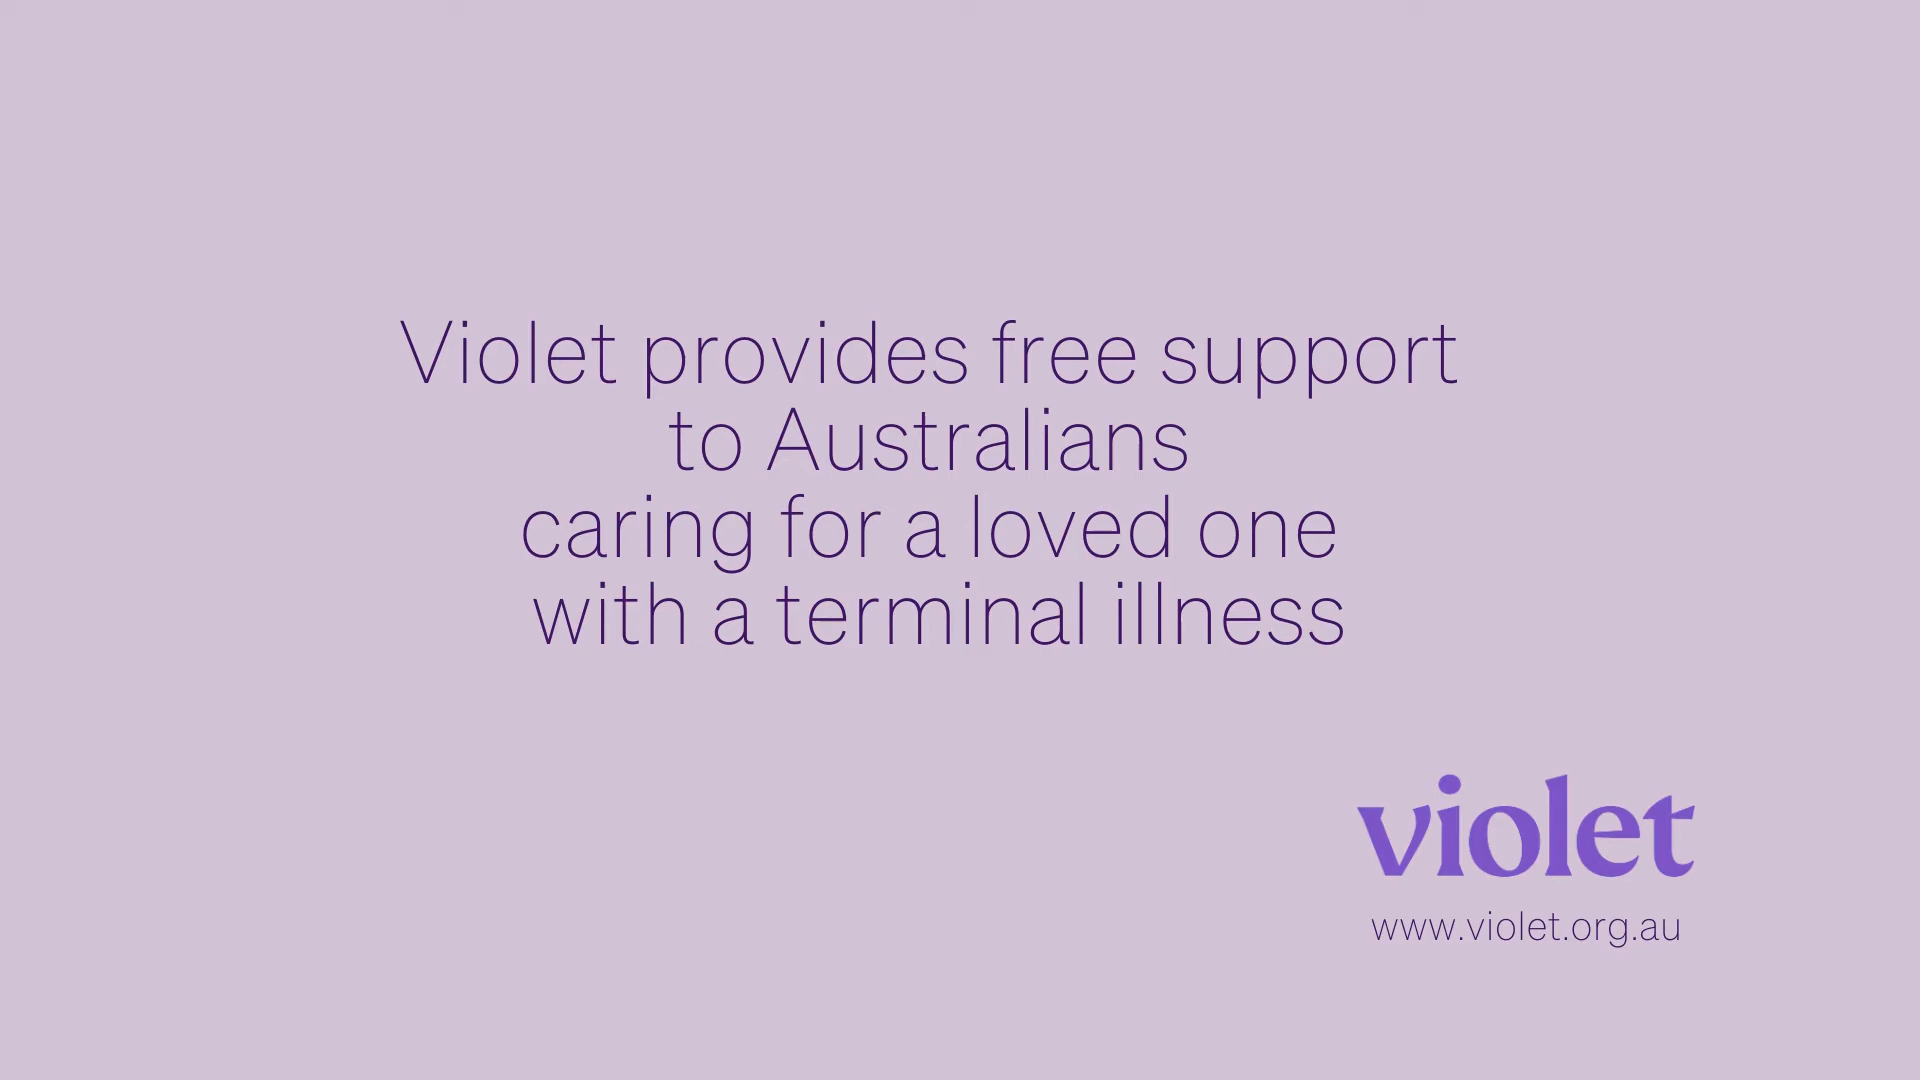 Violet provides free support
to Australians
caring for a loved one
with a terminal illness
violet
www.violet.org.au